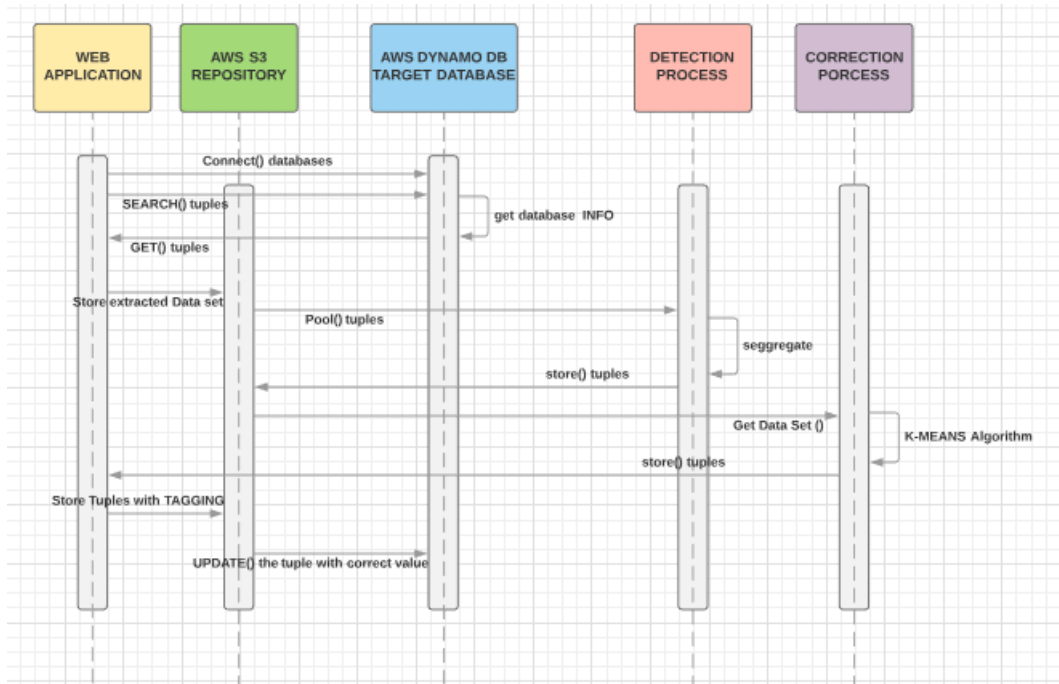 WEB
APPLICATION
AWS S3
REPOSITORY
AWS DYNAMO DB
TARGET DATABASE
DETECTION
PROCESS
CORRECTION
PORCESS
Connect() databases
SEARCH() tuples
get database INFO
GET() tuples
Store extracted Data set
Pool() tuples
seggregate
store() tuples
Get Data Set ()
K-MEANS Algorithm
store() tuples
Store Tuples with TAGGING
UPDATE() the tuple with correct value